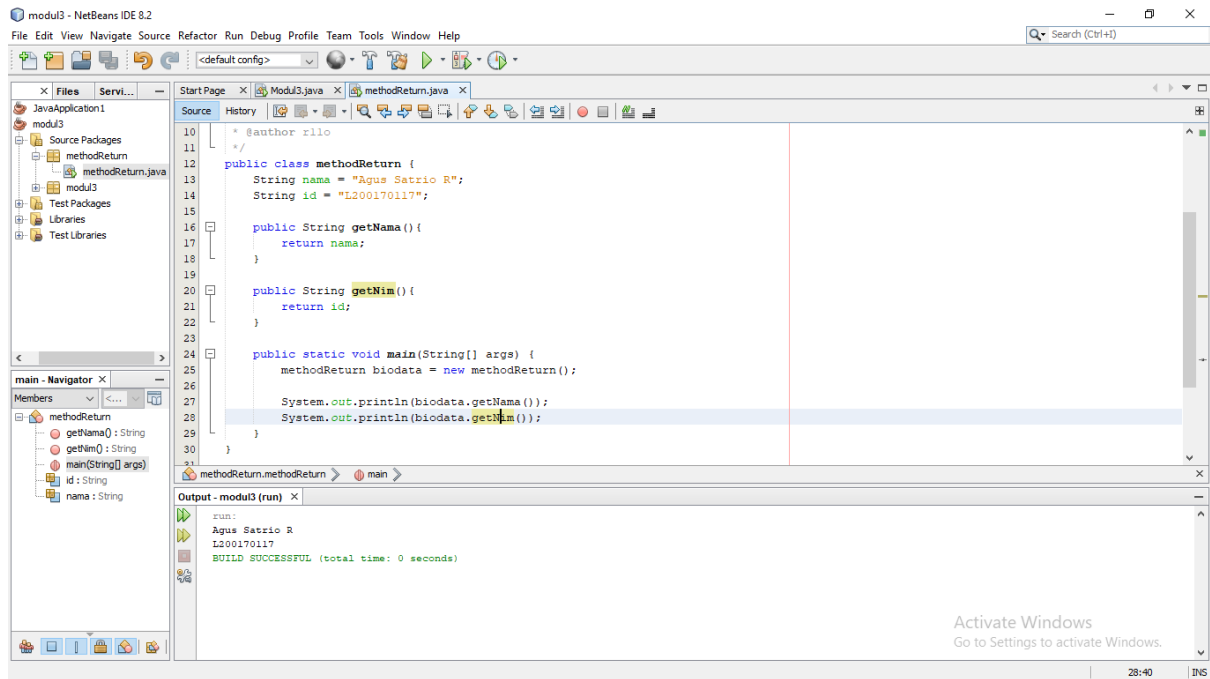 modul3 - NetBeans IDE 8.2
File Edit View Navigate Source Refactor Run Debug Profile Team Tools Window Help
Search (Ctrl+I)
<default config>
Files Servi...
Start Page Modul3.java methodReturn.java
JavaApplication1
modul3
Source Packages
methodReturn
methodReturn.java
modul3
Test Packages
Libraries
Test Libraries
Source History
10 * @author rllo
11 */
12 public class methodReturn {
13 String nama = "Agus Satrio R";
14 String id = "L200170117";
15
16 public String getNama(){
17 return nama;
18 }
19
20 public String getNim(){
21 return id;
22 }
23
24 public static void main(String[] args) {
25 methodReturn biodata = new methodReturn();
26
27 System.out.println(biodata.getNama());
28 System.out.println(biodata.getNim());
29 }
30 }
31
methodReturn.methodReturn main
main - Navigator
Members <...
methodReturn
getNama() : String
getNim() : String
main(String[] args)
id : String
nama : String
Output - modul3 (run)
run:
Agus Satrio R
L200170117
BUILD SUCCESSFUL (total time: 0 seconds)
Activate Windows
Go to Settings to activate Windows.
28:40 INS